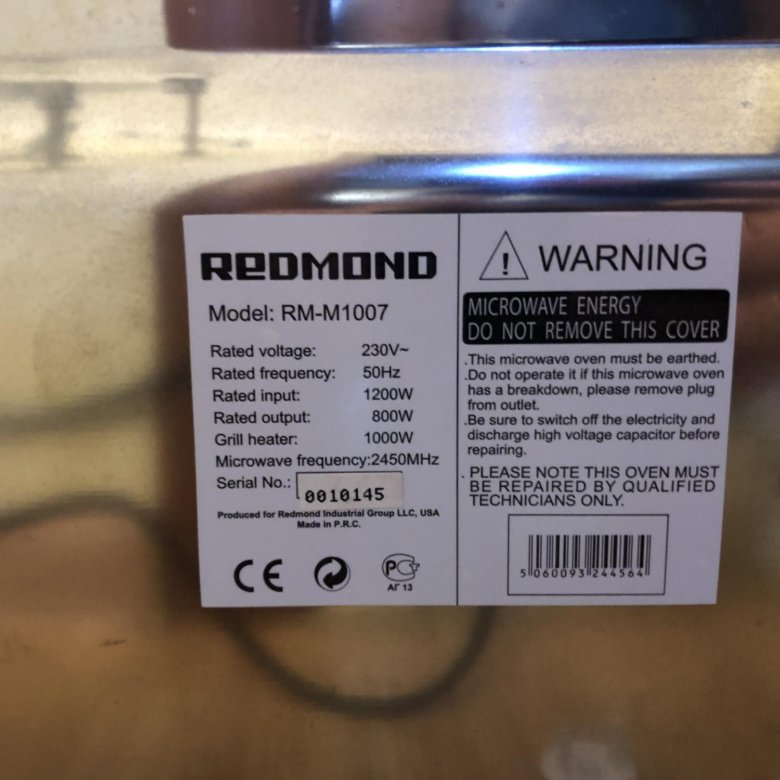 REDMOND
Model: RM-M1007
Rated voltage: 230V~
Rated frequency: 50Hz
Rated input: 1200W
Rated output: 800W
Grill heater: 1000W
Microwave frequency:2450MHz
Serial No.: 0010145
Produced for Redmond Industrial Group LLC, USA
Made in P.R.C.
CE
РСТ
АГ 13
! WARNING
MICROWAVE ENERGY
DO NOT REMOVE THIS COVER
.This microwave oven must be earthed.
.Do not operate it if this microwave oven
has a breakdown, please remove plug
from outlet.
.Be sure to switch off the electricity and
discharge high voltage capacitor before
repairing.
. PLEASE NOTE THIS OVEN MUST
BE REPAIRED BY QUALIFIED
TECHNICIANS ONLY.
5 060093 244564